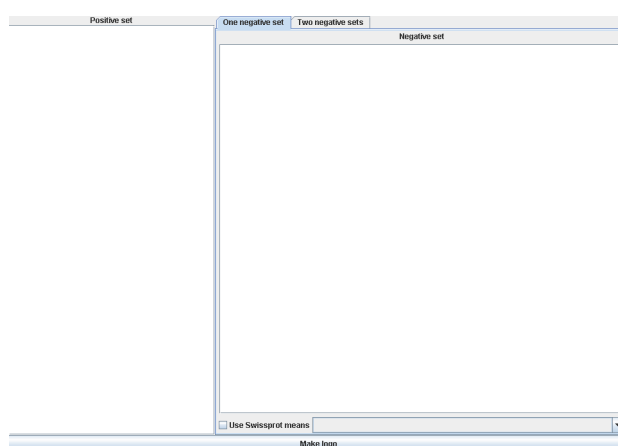 Positive set
One negative set
Two negative sets
Negative set
Use Swissprot means
Make logo